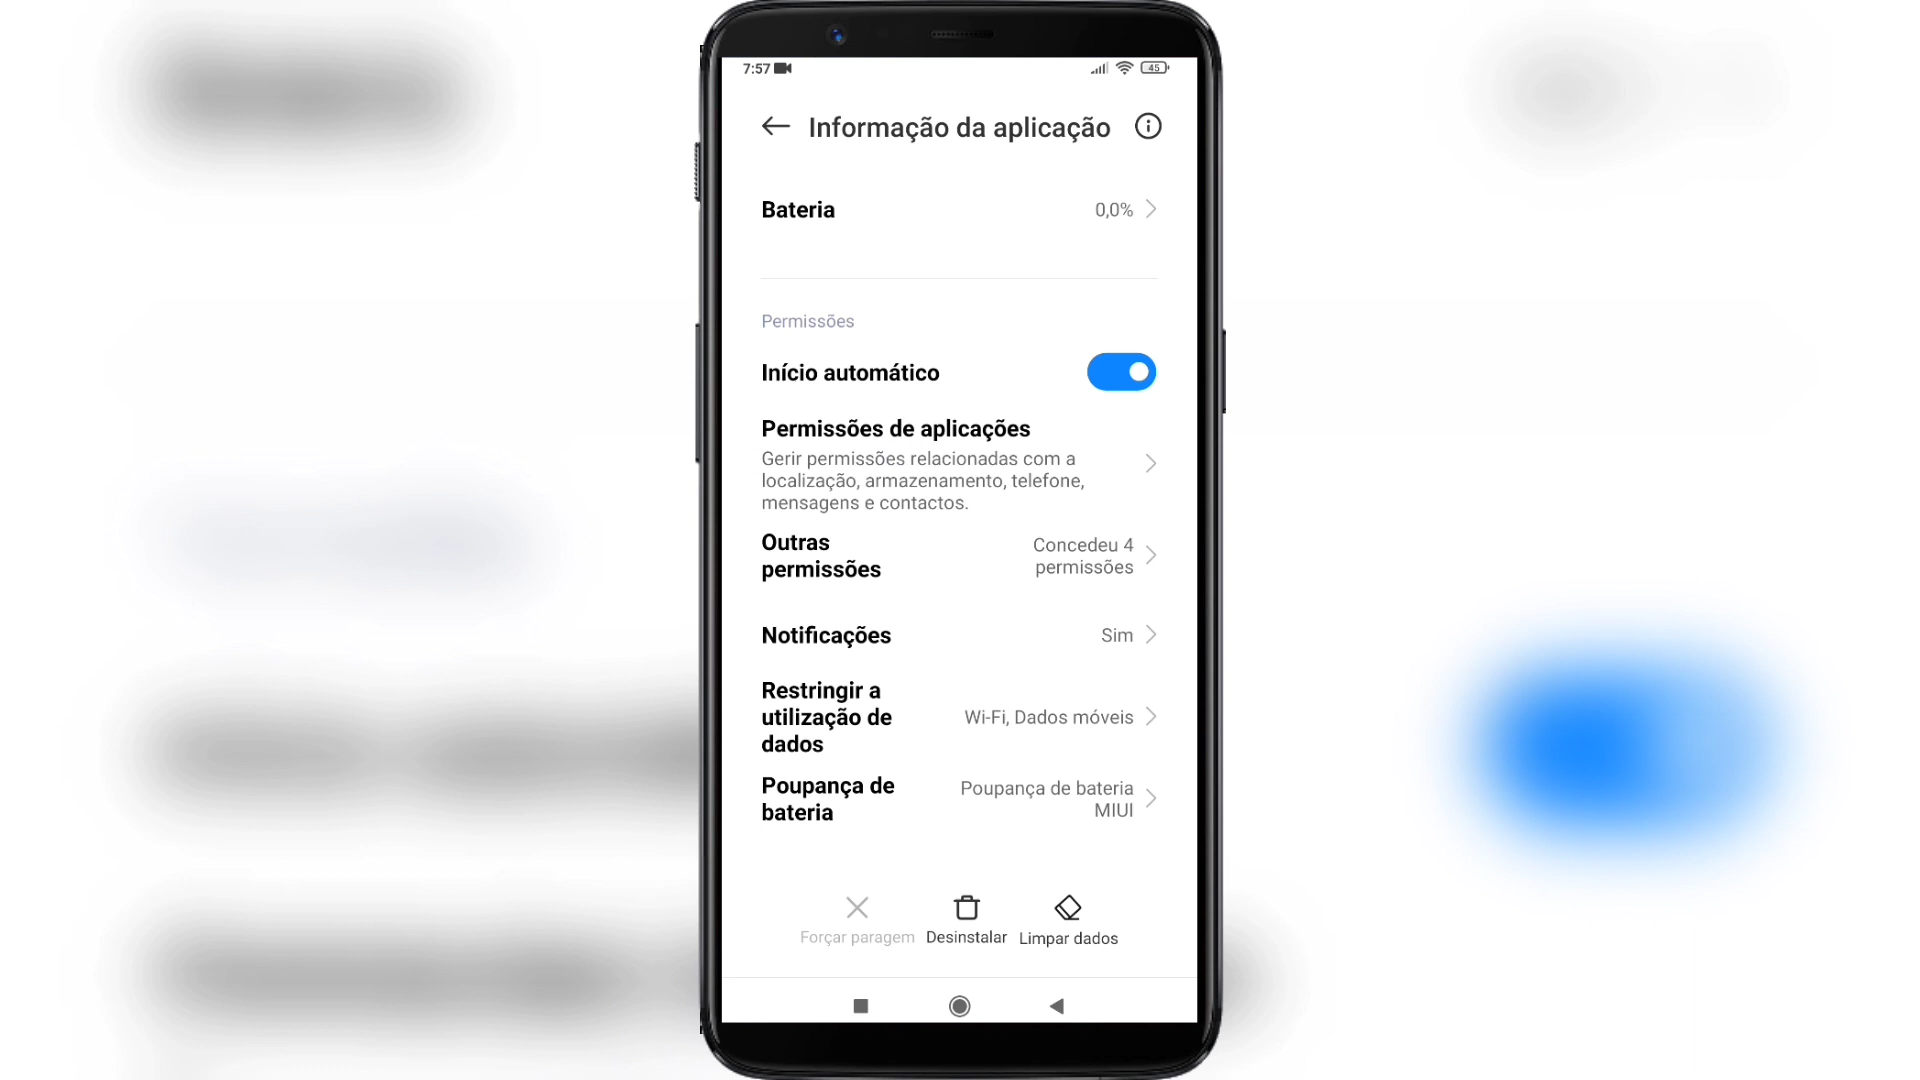 7:57
45
Informação da aplicação
Bateria
0,0%
Permissões
Início automático
Permissões de aplicações
Gerir permissões relacionadas com a
localização, armazenamento, telefone,
mensagens e contactos.
Outras
permissões
Concedeu 4
permissões
Notificações
Sim
Restringir a
utilização de
dados
Wi-Fi, Dados móveis
Poupança de
bateria
Poupança de bateria
MIUI
Forçar paragem
Desinstalar
Limpar dados